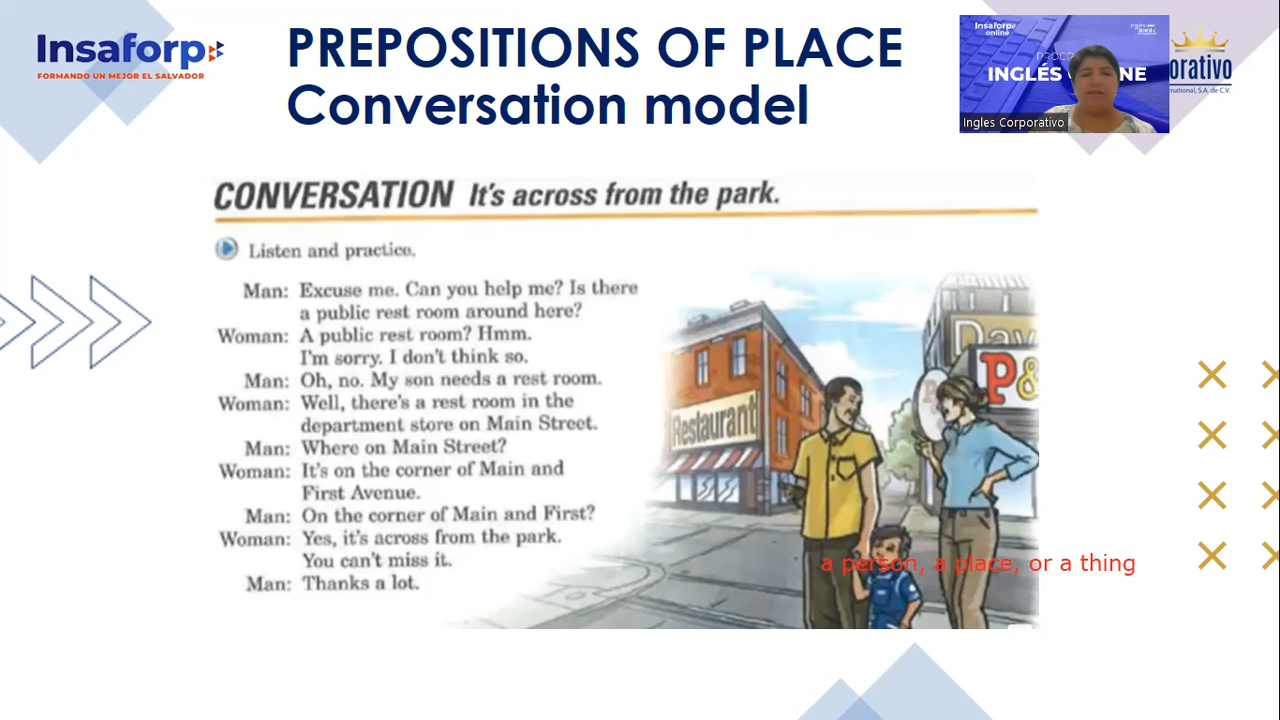 Insaforp
FORMANDO UN MEJOR EL SALVADOR
PREPOSITIONS OF PLACE
Conversation model
Insaforp
online
INGLÉS
NE
Ingles Corporativo
orativo
CONVERSATION It's across from the park.
Listen and practice.
Man: Excuse me. Can you help me? Is there
a public rest room around here?
Woman: A public rest room? Hmm.
I'm sorry. I don't think so.
Man: Oh, no. My son needs a rest room.
Woman: Well, there's a rest room in the
department store on Main Street.
Man: Where on Main Street?
Woman: It's on the corner of Main and
First Avenue.
Man: On the corner of Main and First?
Woman: Yes, it's across from the park.
You can't miss it.
Man: Thanks a lot.
Restaurant
Dav
P&
a person, a place, or a thing